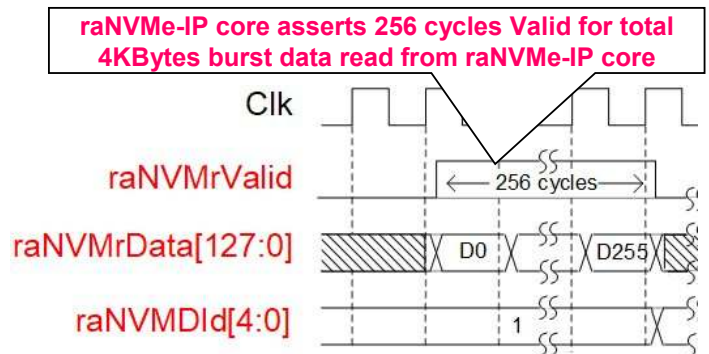 raNVMe-IP core asserts 256 cycles Valid for total
4KBytes burst data read from raNVMe-IP core
Clk
raNVMrValid
256 cycles
raNVMrData[127:0]
D0
D255
raNVMDId[4:0]
1